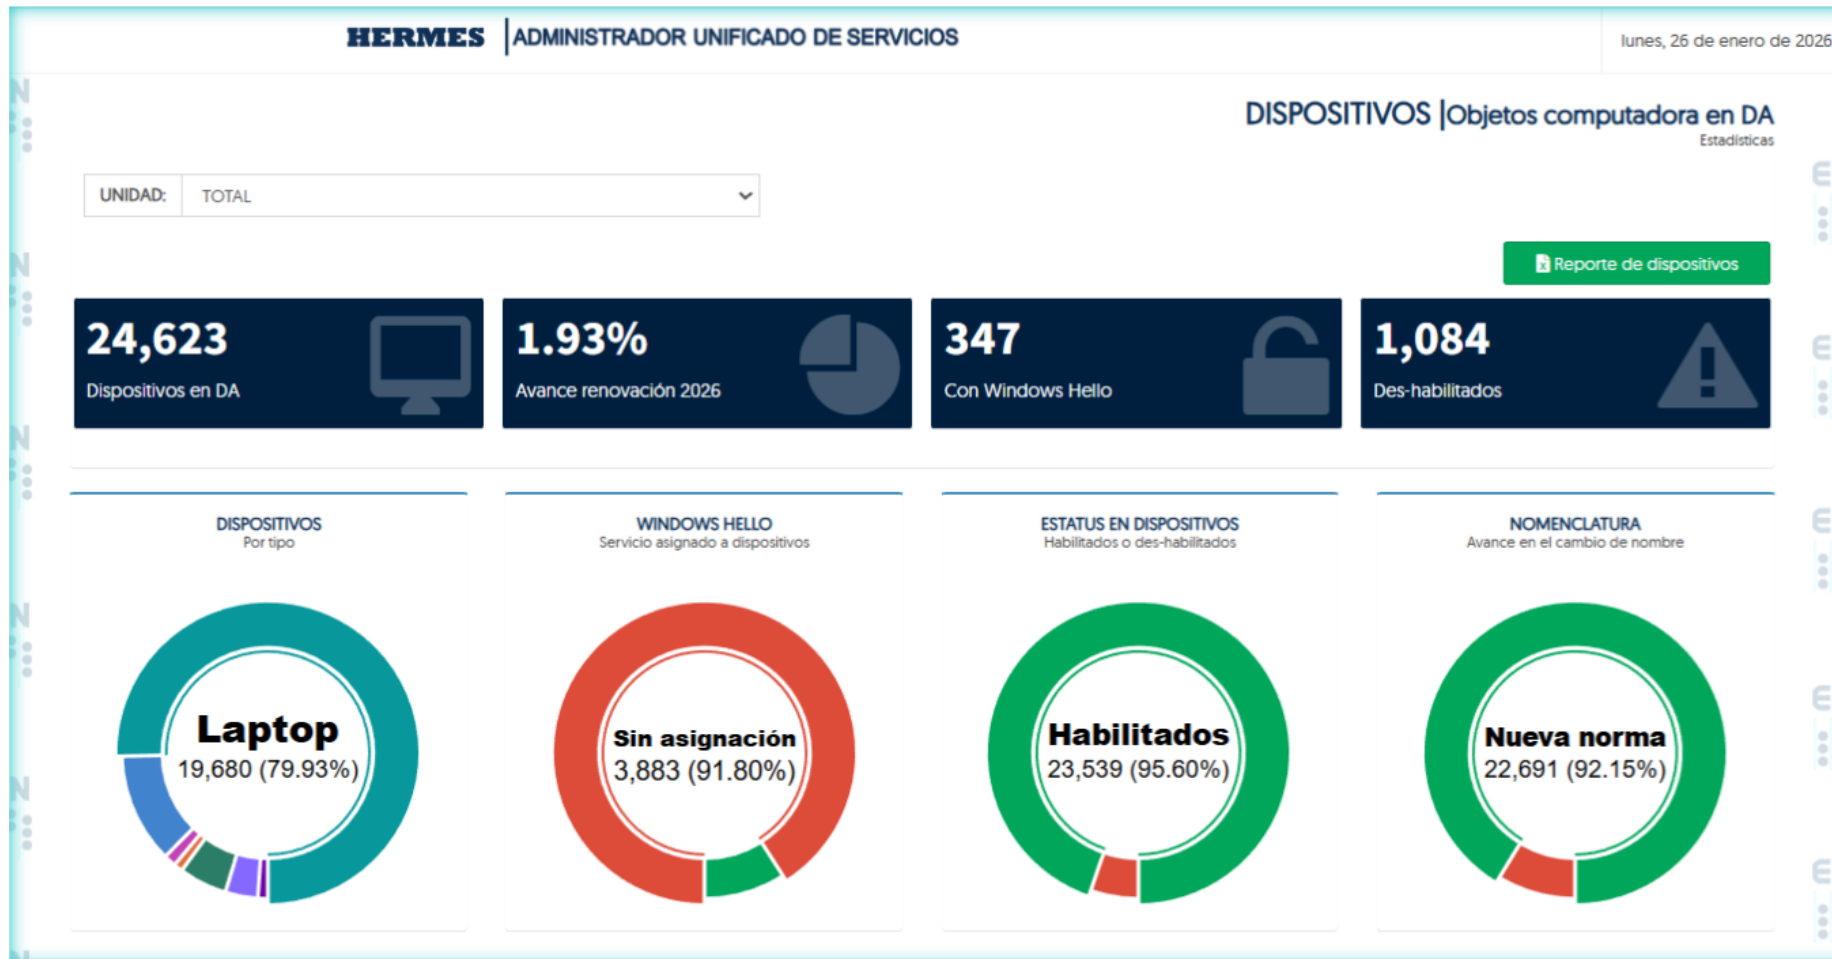 HERMES
ADMINISTRADOR UNIFICADO DE SERVICIOS
lunes, 26 de enero de 2026
DISPOSITIVOS |Objetos computadora en DA
Estadísticas
UNIDAD: TOTAL
Reporte de dispositivos
24,623
Dispositivos en DA
1.93%
Avance renovación 2026
347
Con Windows Hello
1,084
Des-habilitados
DISPOSITIVOS
Por tipo
Laptop
19,680 (79.93%)
WINDOWS HELLO
Servicio asignado a dispositivos
Sin asignación
3,883 (91.80%)
ESTATUS EN DISPOSITIVOS
Habilitados o des-habilitados
Habilitados
23,539 (95.60%)
NOMENCLATURA
Avance en el cambio de nombre
Nueva norma
22,691 (92.15%)